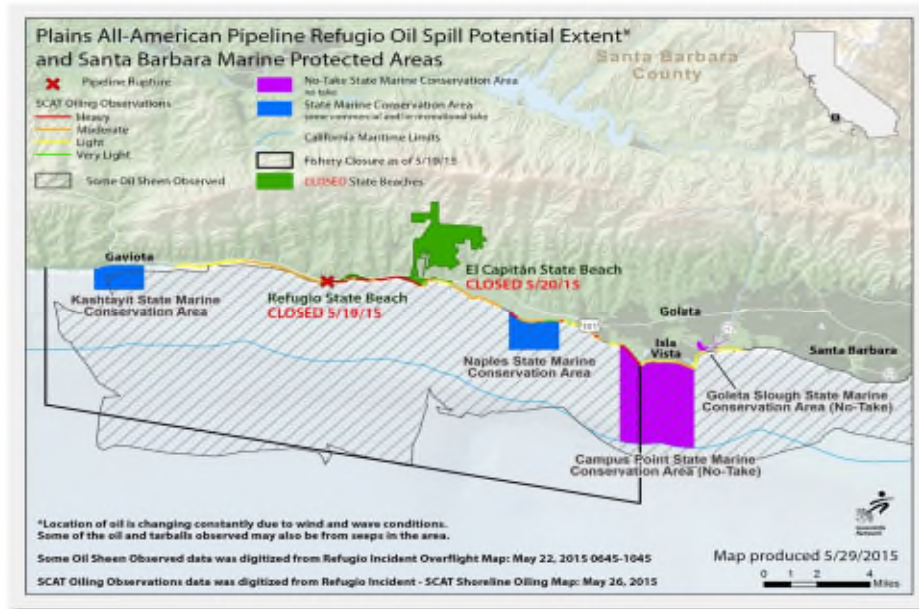 Plains All-American Pipeline Refugio Oil Spill Potential Extent*
and Santa Barbara Marine Protected Areas
Santa Barbara
County
Pipeline Rupture
SCAT Oiling Observations
Heavy
Moderate
Light
Very Light
Some Oil Sheen Observed
No-Take State Marine Conservation Area
no take
State Marine Conservation Area
some commercial and/or recreational take
California Maritime Limits
Fishery Closure as of 5/19/15
CLOSED State Beaches
Gaviota
Kashtayit State Marine
Conservation Area
Refugio State Beach
CLOSED 5/19/15
El Capitán State Beach
CLOSED 5/20/15
Naples State Marine
Conservation Area
101
Goleta
Isla
Vista
Santa Barbara
Goleta Slough State Marine
Conservation Area (No-Take)
Campus Point State Marine
Conservation Area (No-Take)
*Location of oil is changing constantly due to wind and wave conditions.
Some of the oil and tarballs observed may also be from seeps in the area.
Some Oil Sheen Observed data was digitized from Refugio Incident Overflight Map: May 22, 2015 0645-1045
SCAT Oiling Observations data was digitized from Refugio Incident - SCAT Shoreline Oiling Map: May 26, 2015
Map produced 5/29/2015
0 1 2 4
Miles